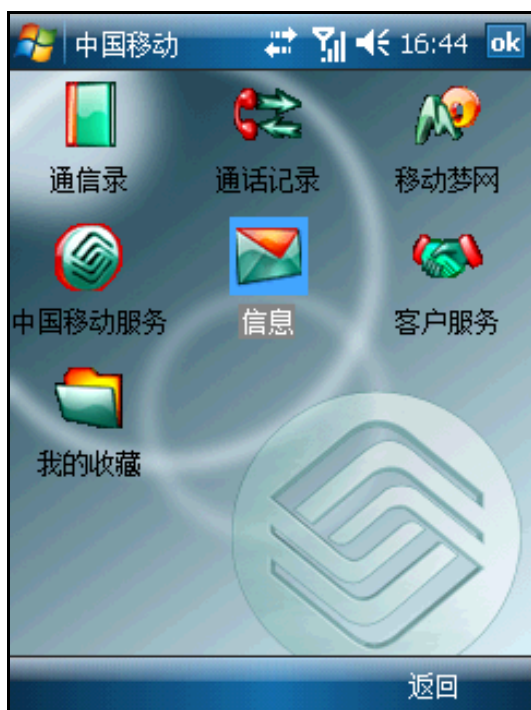 中国移动 16:44 ok
通信录 通话记录 移动梦网
中国移动服务 信息 客户服务
我的收藏
返回